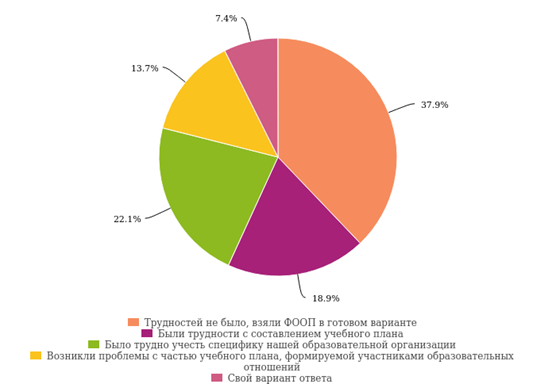 7.4%
13.7%
37.9%
22.1%
18.9%
Трудностей не было, взяли ФООП в готовом варианте
Были трудности с составлением учебного плана
Было трудно учесть специфику нашей образовательной организации
Возникли проблемы с частью учебного плана, формируемой участниками образовательных
отношений
Свой вариант ответа